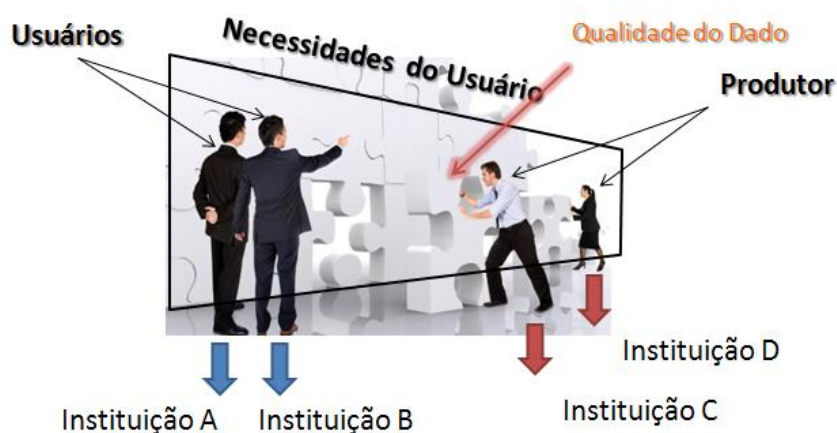 Usuários
Necessidades do Usuário
Qualidade do Dado
Produtor
Instituição D
Instituição A
Instituição B
Instituição C